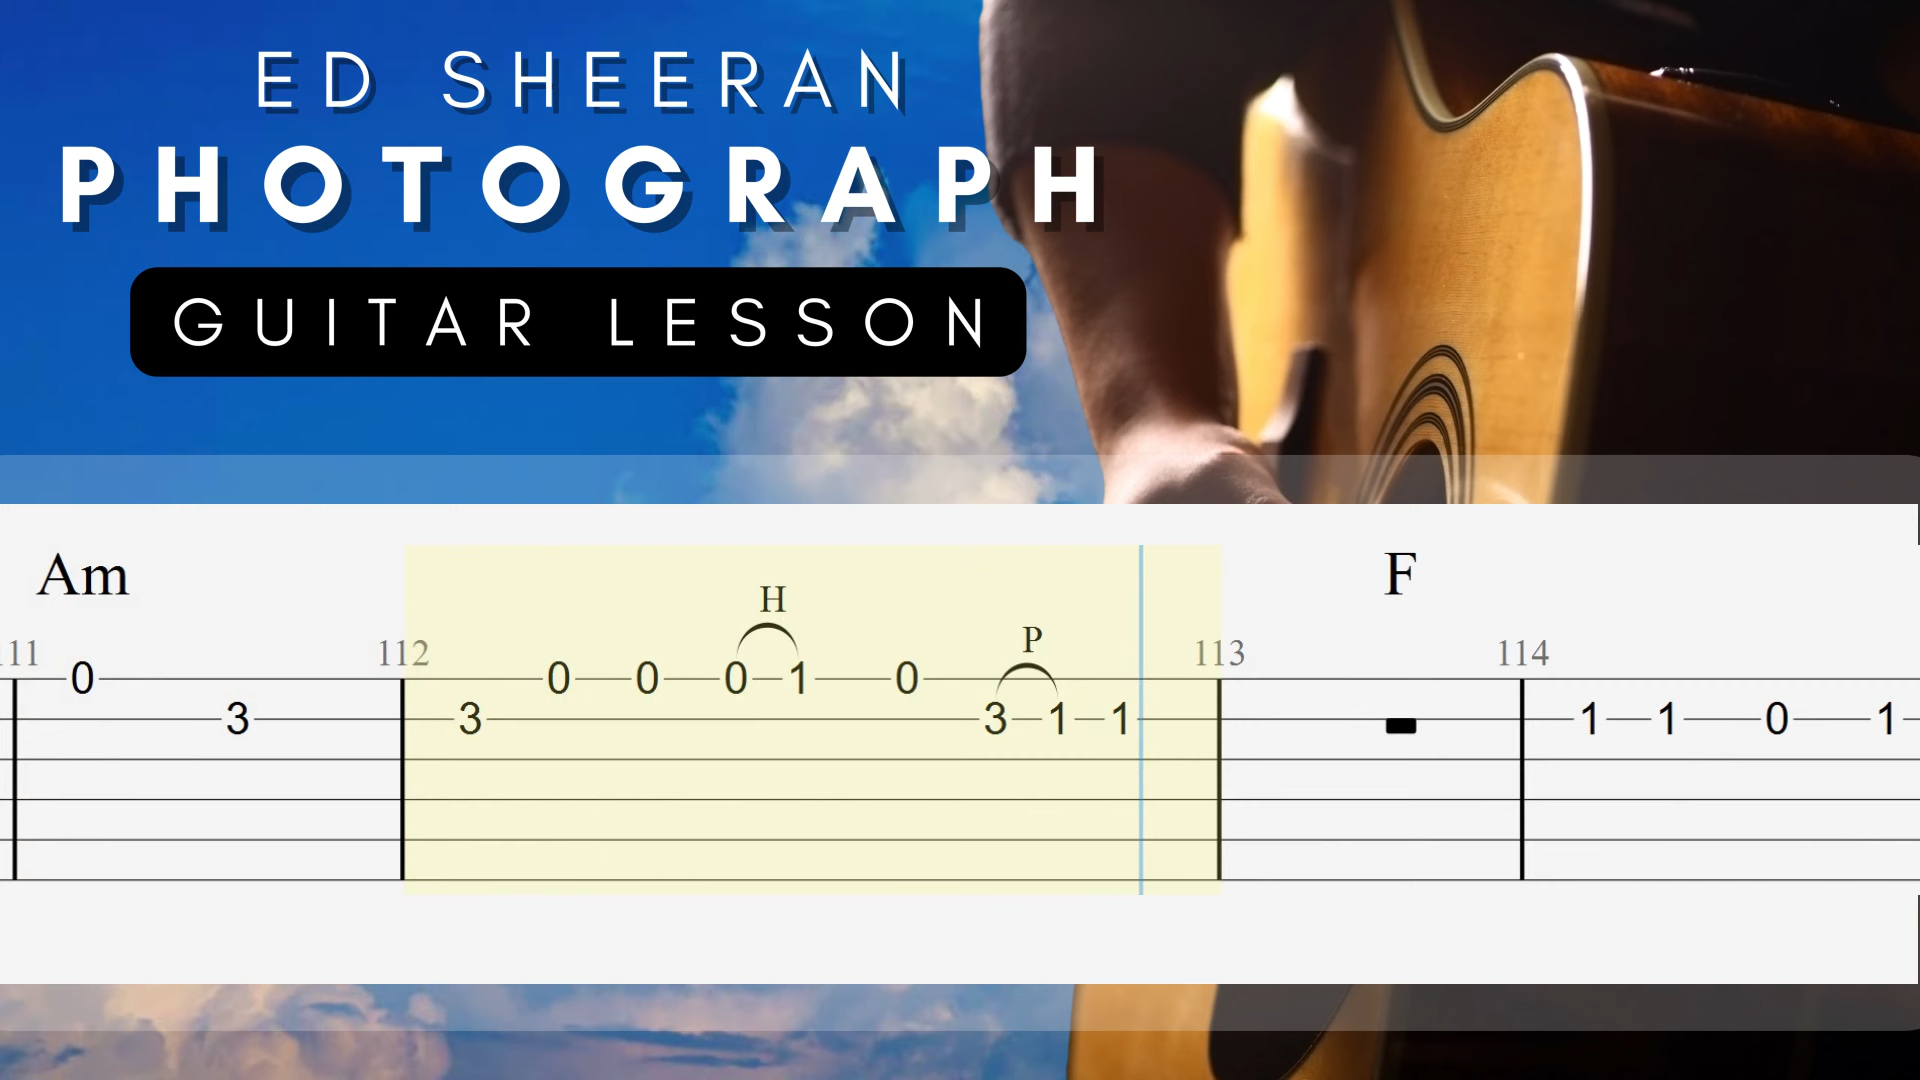 ED SHEERAN
PHOTOGRAPH
GUITAR LESSON
Am F
H
P
111 112 113 114
0 0 0 0 1 0
3 3 3 1 1 1 1 0 1